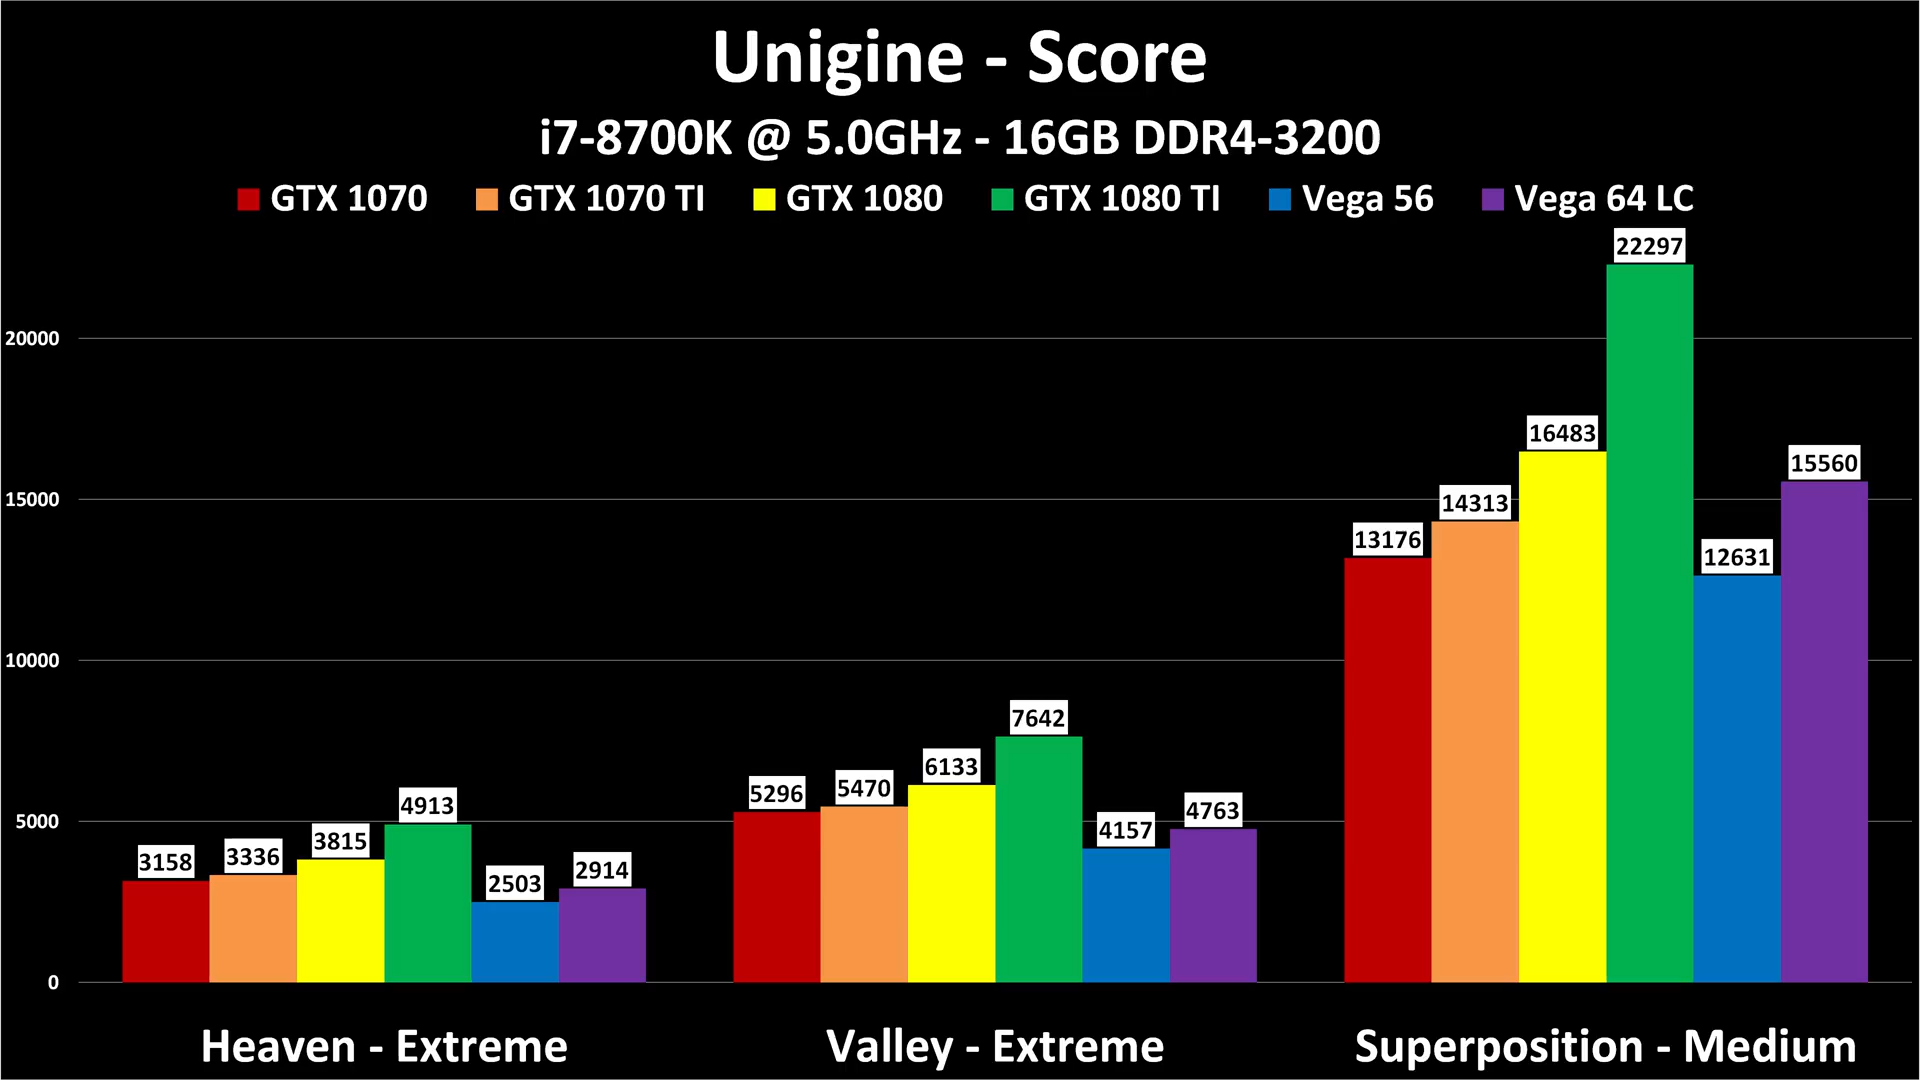 Unigine - Score
i7-8700K @ 5.0GHz - 16GB DDR4-3200
GTX 1070 GTX 1070 TI GTX 1080 GTX 1080 TI Vega 56 Vega 64 LC
20000
15000
10000
5000
0
3158 3336 3815 4913 2503 2914
5296 5470 6133 7642 4157 4763
13176 14313 16483 22297 12631 15560
Heaven - Extreme Valley - Extreme Superposition - Medium